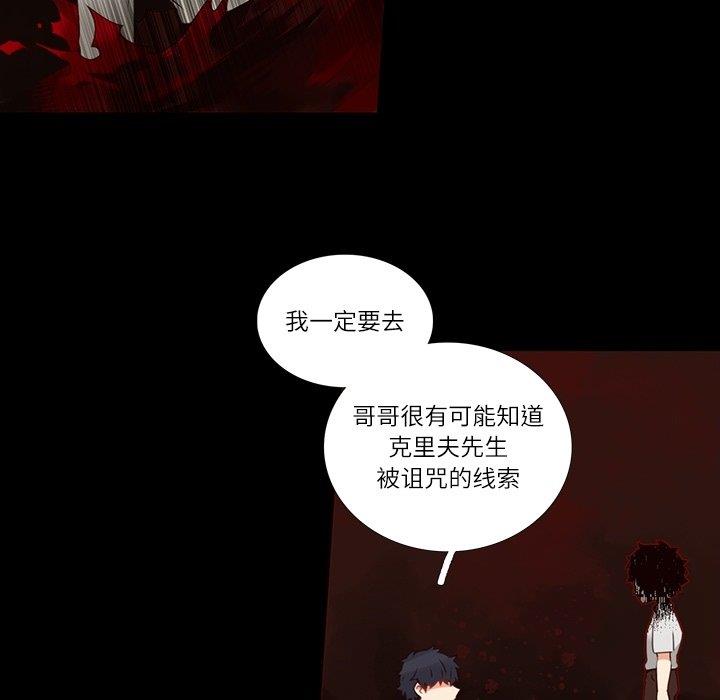 我一定要去
哥哥很有可能知道
克里夫先生
被诅咒的线索